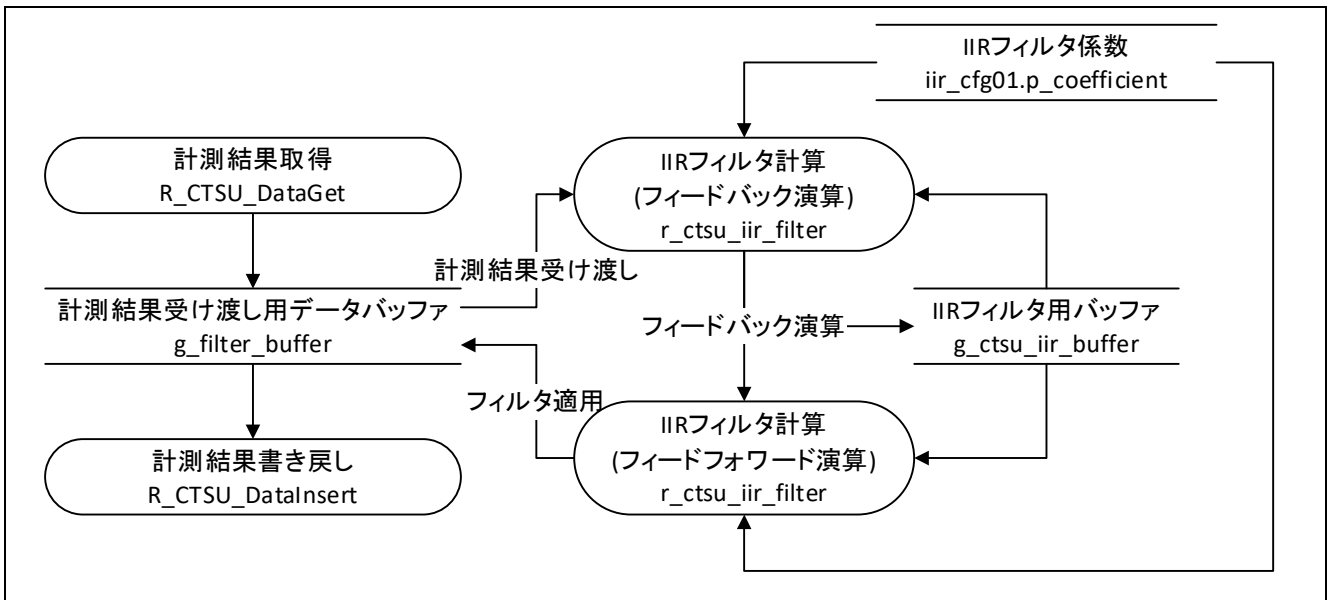 IIRフィルタ係数
iir_cfg01.p_coefficient
計測結果取得
R_CTSU_DataGet
IIRフィルタ計算
(フィードバック演算)
r_ctsu_iir_filter
計測結果受け渡し
計測結果受け渡し用データバッファ
g_filter_buffer
フィードバック演算
IIRフィルタ用バッファ
g_ctsu_iir_buffer
フィルタ適用
IIRフィルタ計算
(フィードフォワード演算)
r_ctsu_iir_filter
計測結果書き戻し
R_CTSU_DataInsert